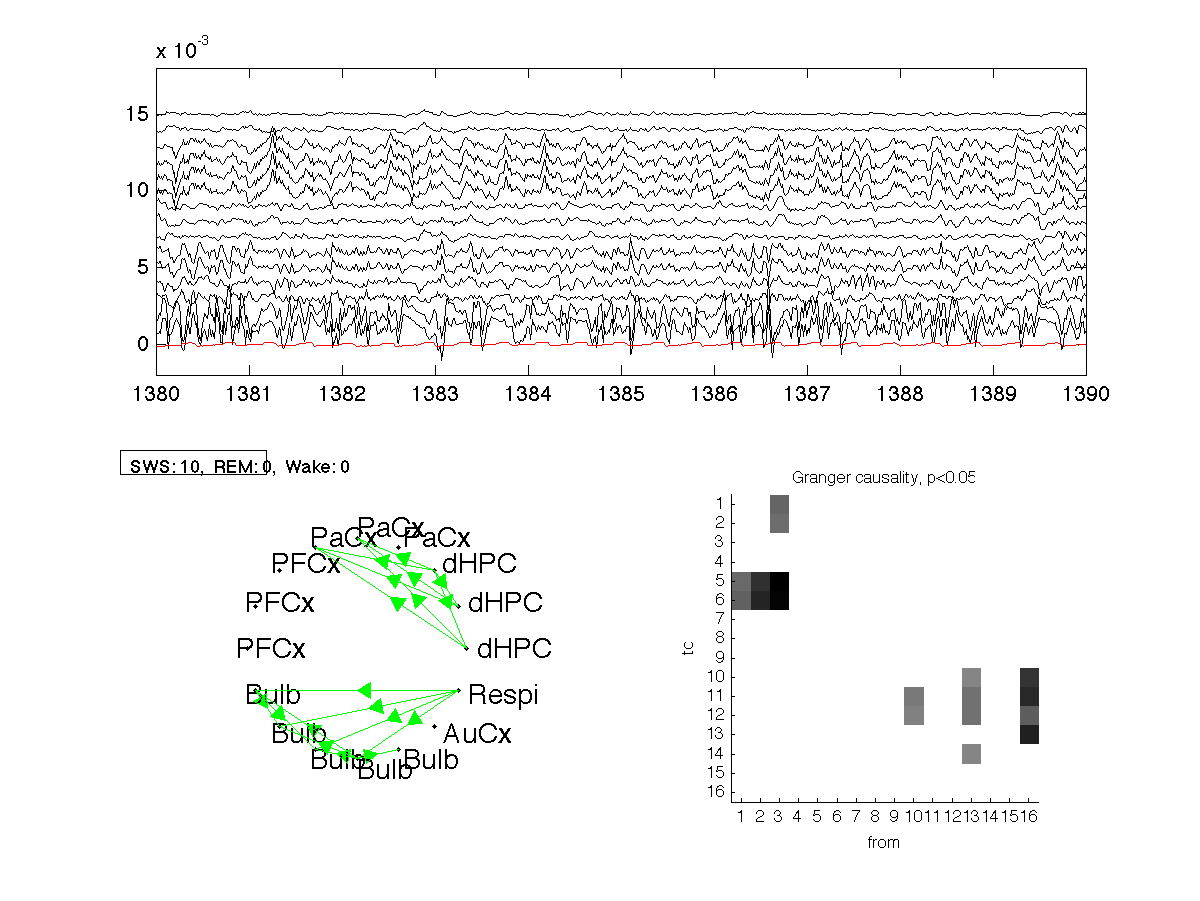 x 10-3
15
10
5
0
1380 1381 1382 1383 1384 1385 1386 1387 1388 1389 1390
SWS:10, REM:0, Wake:0
PaCx
PaCx PaCx
PFCx dHPC
PFCx dHPC
PFCx dHPC
Bulb Respi
Bulb AuCx
Bulb Bulb
Bulb
Granger causality, p<0.05
1
2
3
4
5
6
7
8
9
10
11
12
13
14
15
16
to
1 2 3 4 5 6 7 8 9 10 11 12 13 14 15 16
from